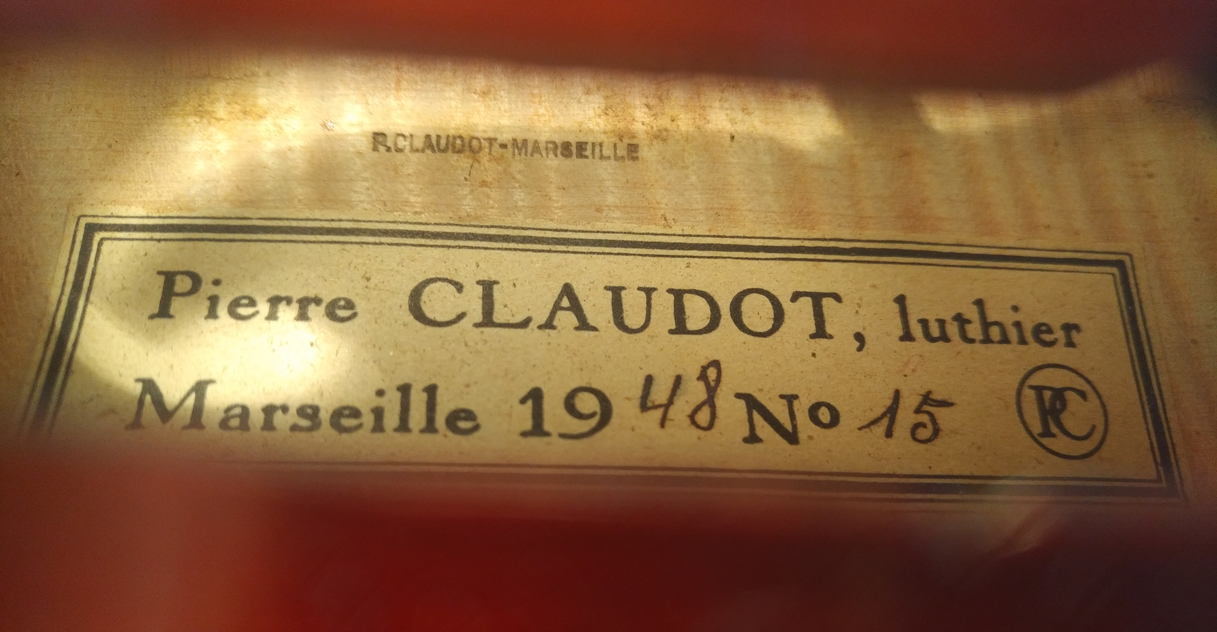 P.CLAUDOT-MARSEILLE
Pierre CLAUDOT, luthier
Marseille 1948 No 15 PC